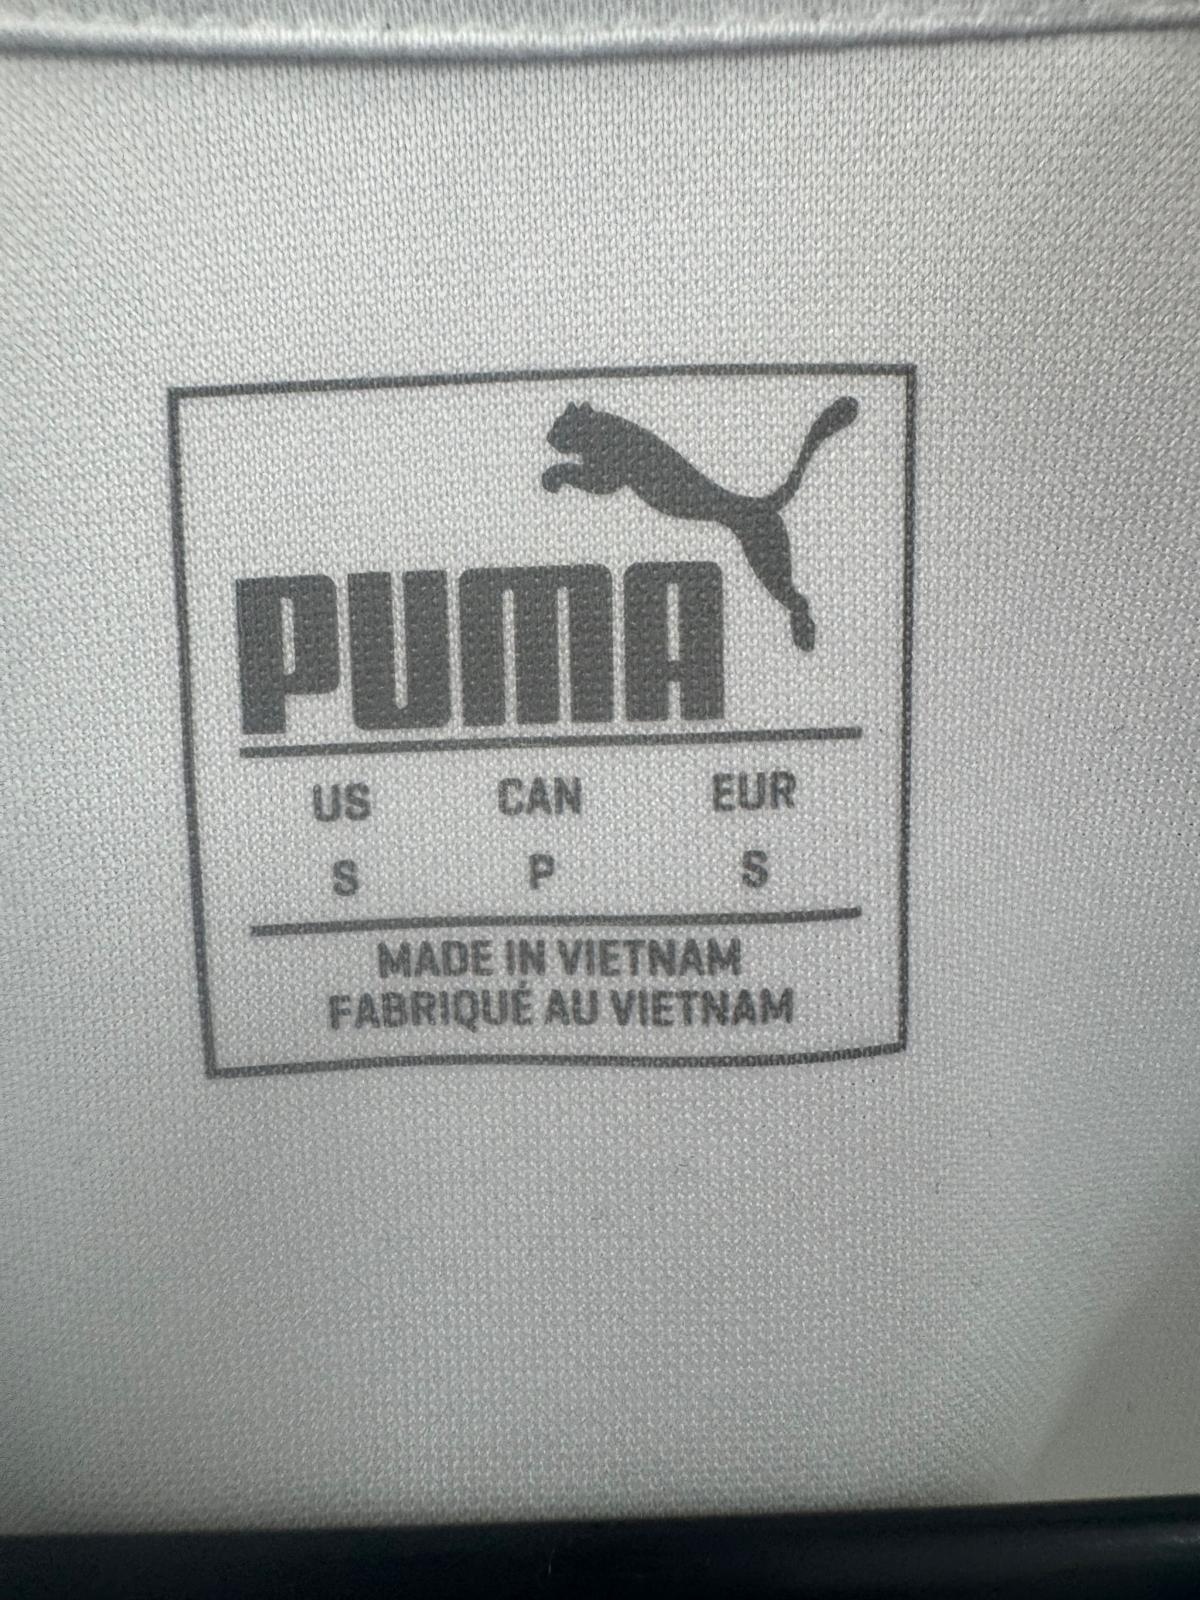 PUMA
US CAN EUR
S P S
MADE IN VIETNAM
FABRIQUÉ AU VIETNAM